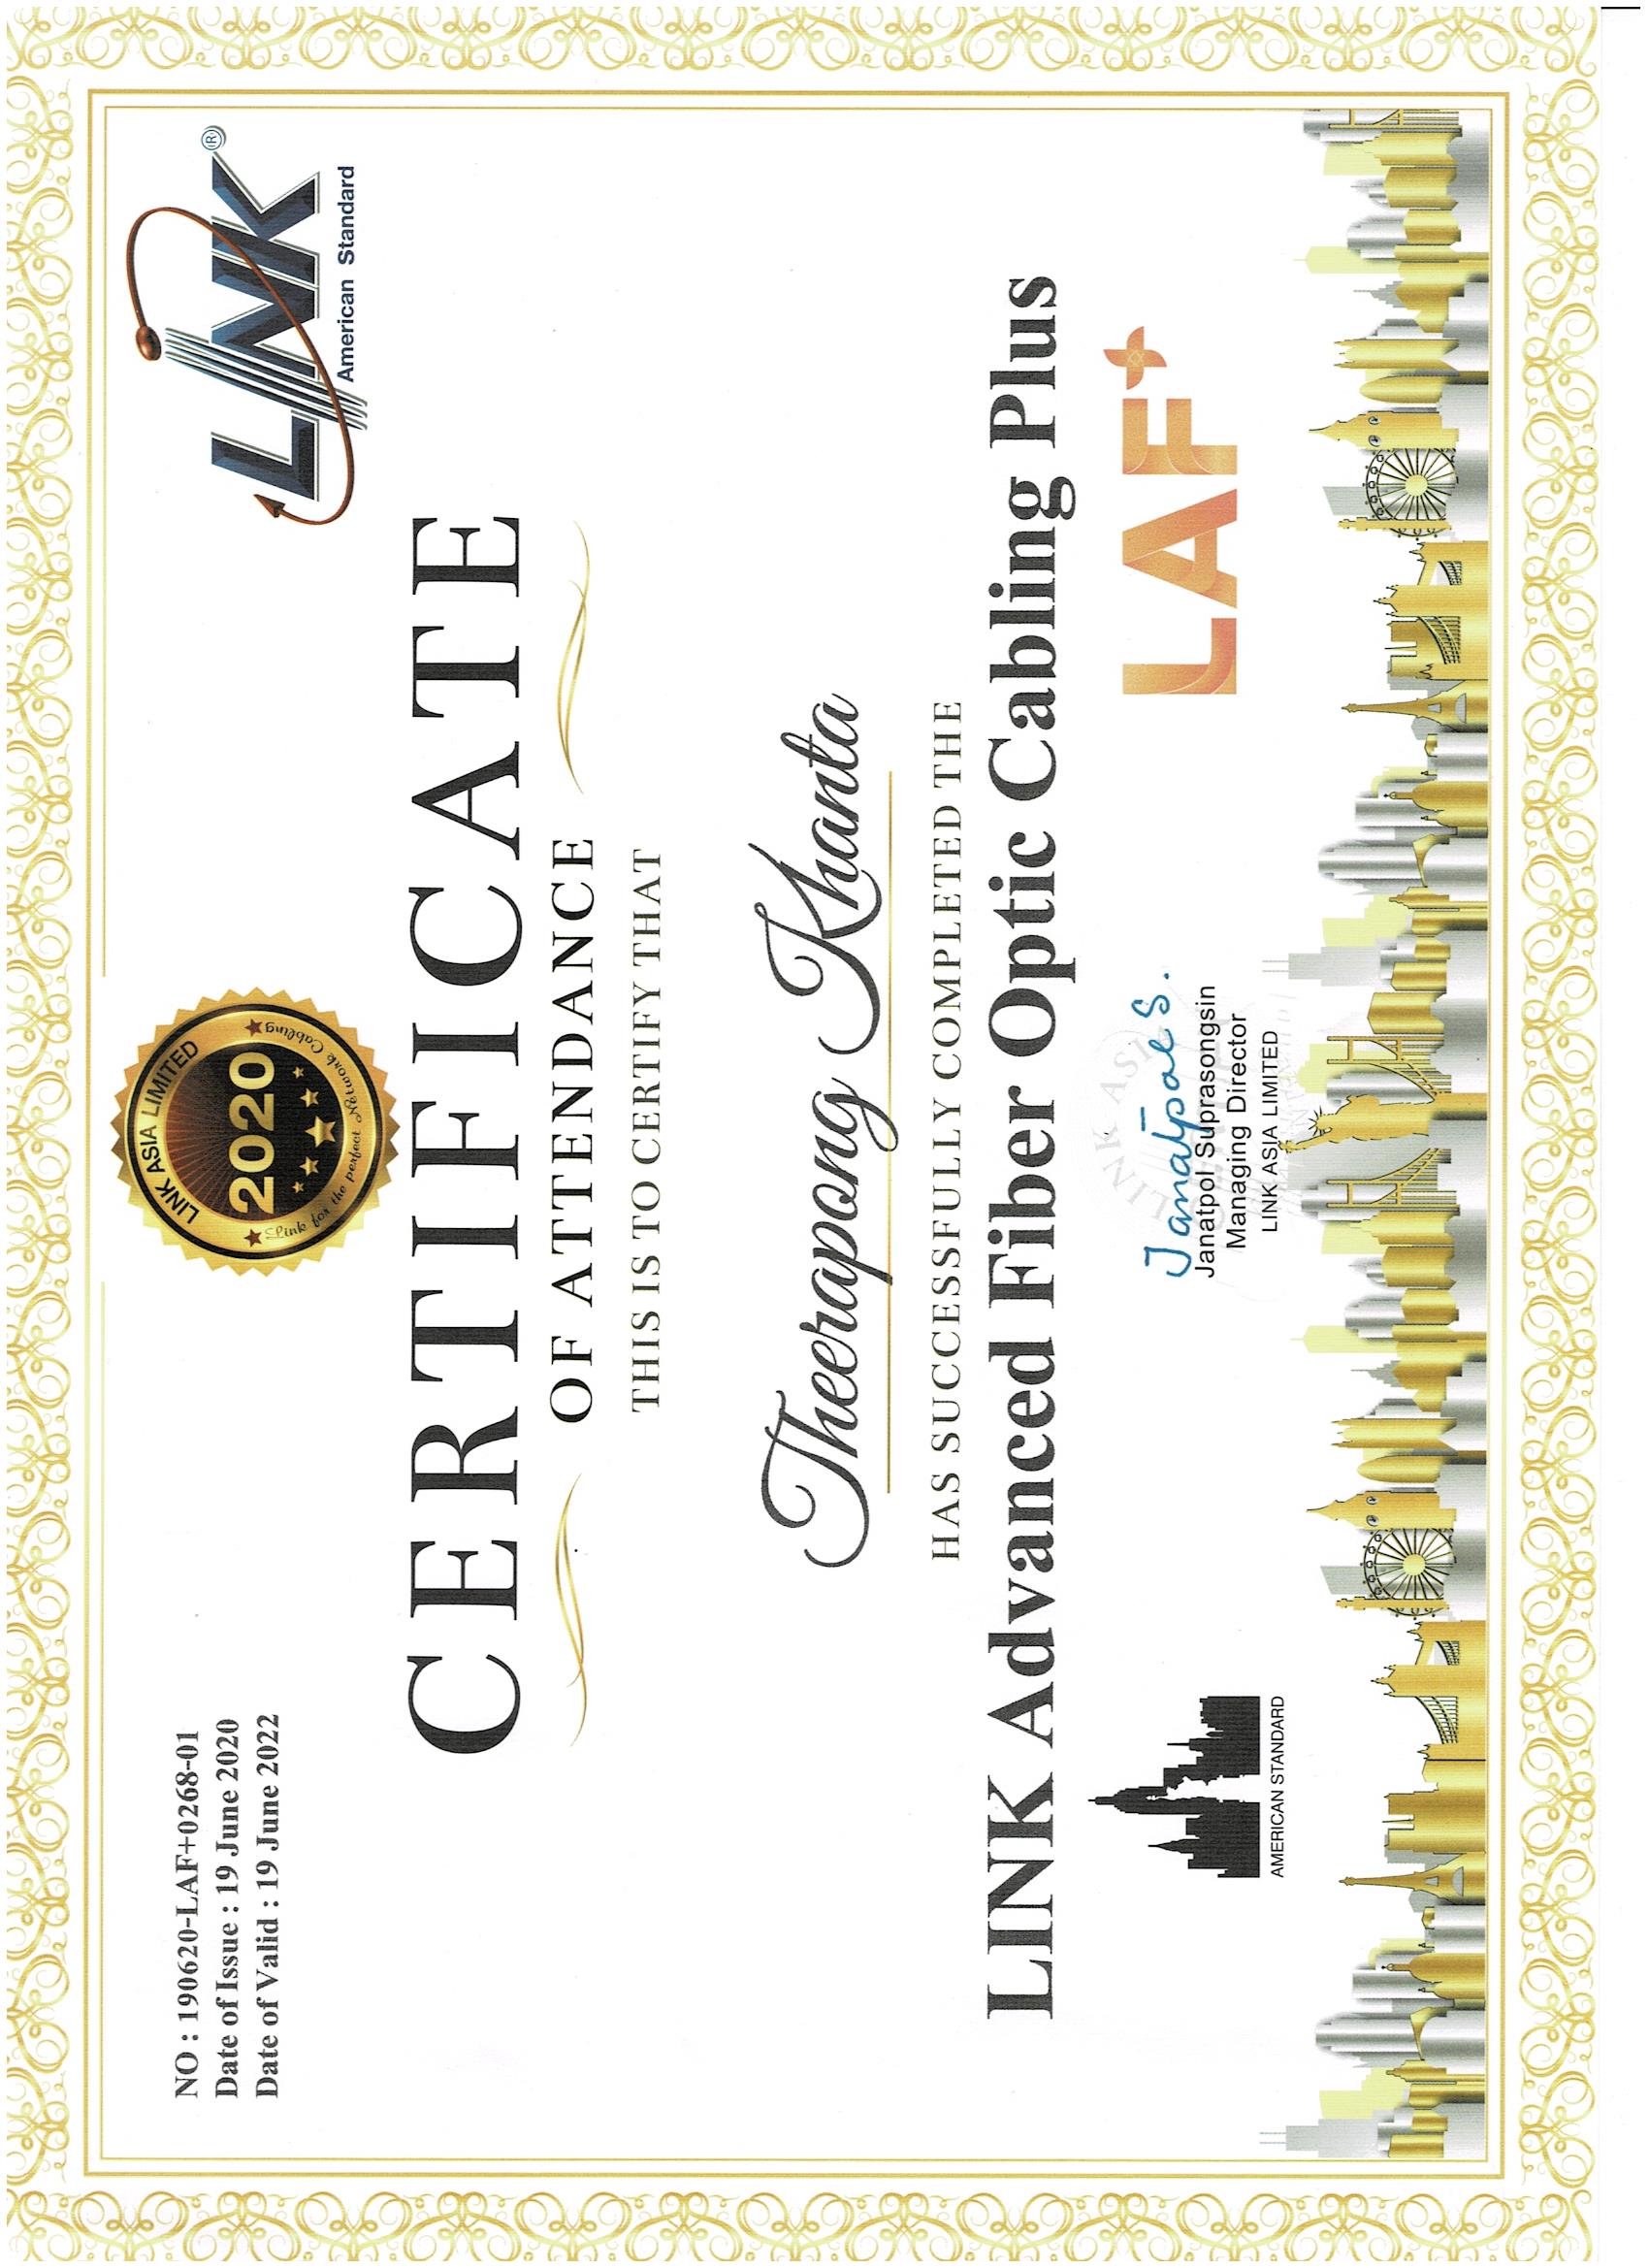 NO : 190620-LAF+0268-01
Date of Issue : 19 June 2020
Date of Valid : 19 June 2022
LINK ASIA LIMITED
2020
Link for the perfect Network Cabling
LINK®
American Standard
CERTIFICATE
OF ATTENDANCE
THIS IS TO CERTIFY THAT
Theerapong Khanta
HAS SUCCESSFULLY COMPLETED THE
LINK Advanced Fiber Optic Cabling Plus
AMERICAN STANDARD
LINK ASIA
Janatpol S.
Janatpol Suprasongsin
Managing Director
LINK ASIA LIMITED
LAF+